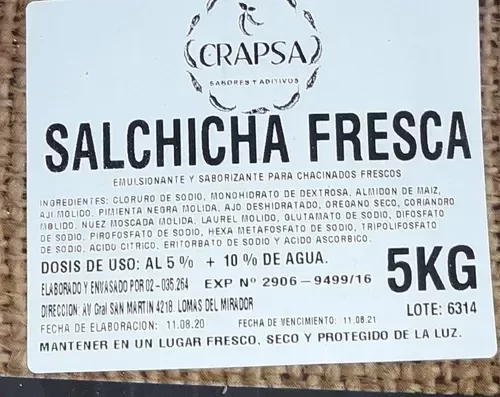 CRAPSA
SABORES Y ADITIVOS
SALCHICHA FRESCA
EMULSIONANTE Y SABORIZANTE PARA CHACINADOS FRESCOS
INGREDIENTES: CLORURO DE SODIO, MONOHIDRATO DE DEXTROSA, ALMIDON DE MAIZ,
AJI MOLIDO, PIMIENTA NEGRA MOLIDA, AJO DESHIDRATADO, OREGANO SECO, CORIANDRO
MOLIDO, NUEZ MOSCADA MOLIDA, LAUREL MOLIDO, GLUTAMATO DE SODIO, DIFOSFATO
DE SODIO, PIROFOSFATO DE SODIO, HEXA METAFOSFATO DE SODIO, TRIPOLIFOSFATO
DE SODIO, ACIDO CITRICO, ERITORBATO DE SODIO Y ACIDO ASCORBICO.
DOSIS DE USO: AL 5 % + 10 % DE AGUA.
ELABORADO Y ENVASADO POR 02-035.264 EXP Nº 2906-9499/16
5KG
DIRECCION: AV Gral SAN MARTIN 4218 LOMAS DEL MIRADOR
LOTE: 6314
FECHA DE ELABORACION: 11.08.20 FECHA DE VENCIMIENTO: 11.08.21
MANTENER EN UN LUGAR FRESCO, SECO Y PROTEGIDO DE LA LUZ.